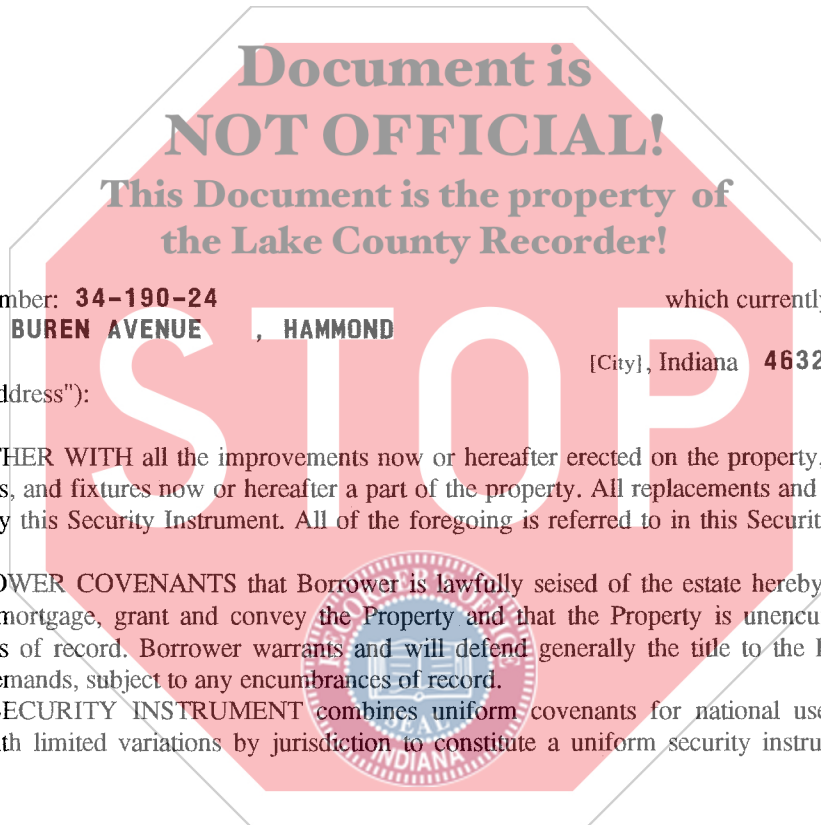 Document is
NOT OFFICIAL!
This Document is the property of
the Lake County Recorder!
mber: 34-190-24 which currently
BUREN AVENUE , HAMMOND
[City], Indiana 4632
ddress"):
STOP
THER WITH all the improvements now or hereafter erected on the property,
s, and fixtures now or hereafter a part of the property. All replacements and
y this Security Instrument. All of the foregoing is referred to in this Securit
OWER COVENANTS that Borrower is lawfully seised of the estate hereby
mortgage, grant and convey the Property and that the Property is unencu
s of record. Borrower warrants and will defend generally the title to the
emands, subject to any encumbrances of record.
SECURITY INSTRUMENT combines uniform covenants for national use
th limited variations by jurisdiction to constitute a uniform security instru
RECORDER'S OFFICE
SEAL
INDIANA